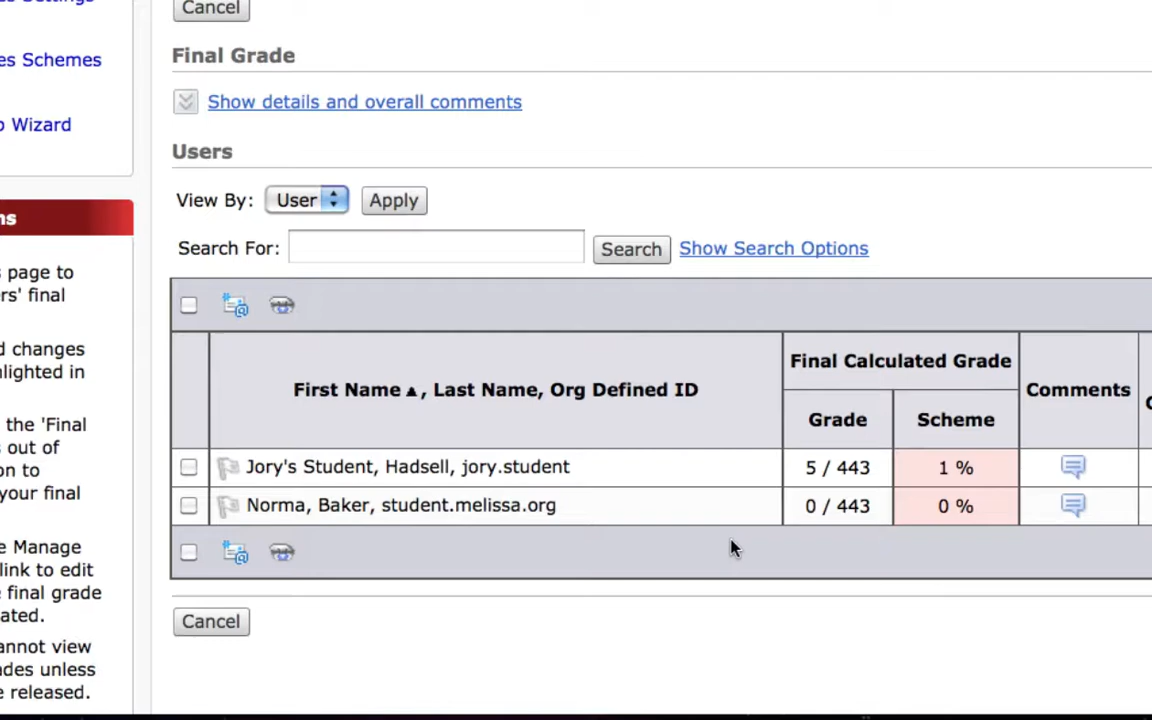 Settings
Cancel
es Schemes
Wizard
Final Grade
Show details and overall comments
Users
View By: User Apply
Search For: Search Show Search Options
ns
page to
rs' final
d changes
lighted in
the 'Final
out of
on to
your final
e Manage
link to edit
e final grade
ated.
annot view
ades unless
e released.
First Name▲, Last Name, Org Defined ID
Final Calculated Grade
Comments
Grade
Scheme
Jory's Student, Hadsell, jory.student 5 / 443 1 %
Norma, Baker, student.melissa.org 0 / 443 0 %
Cancel